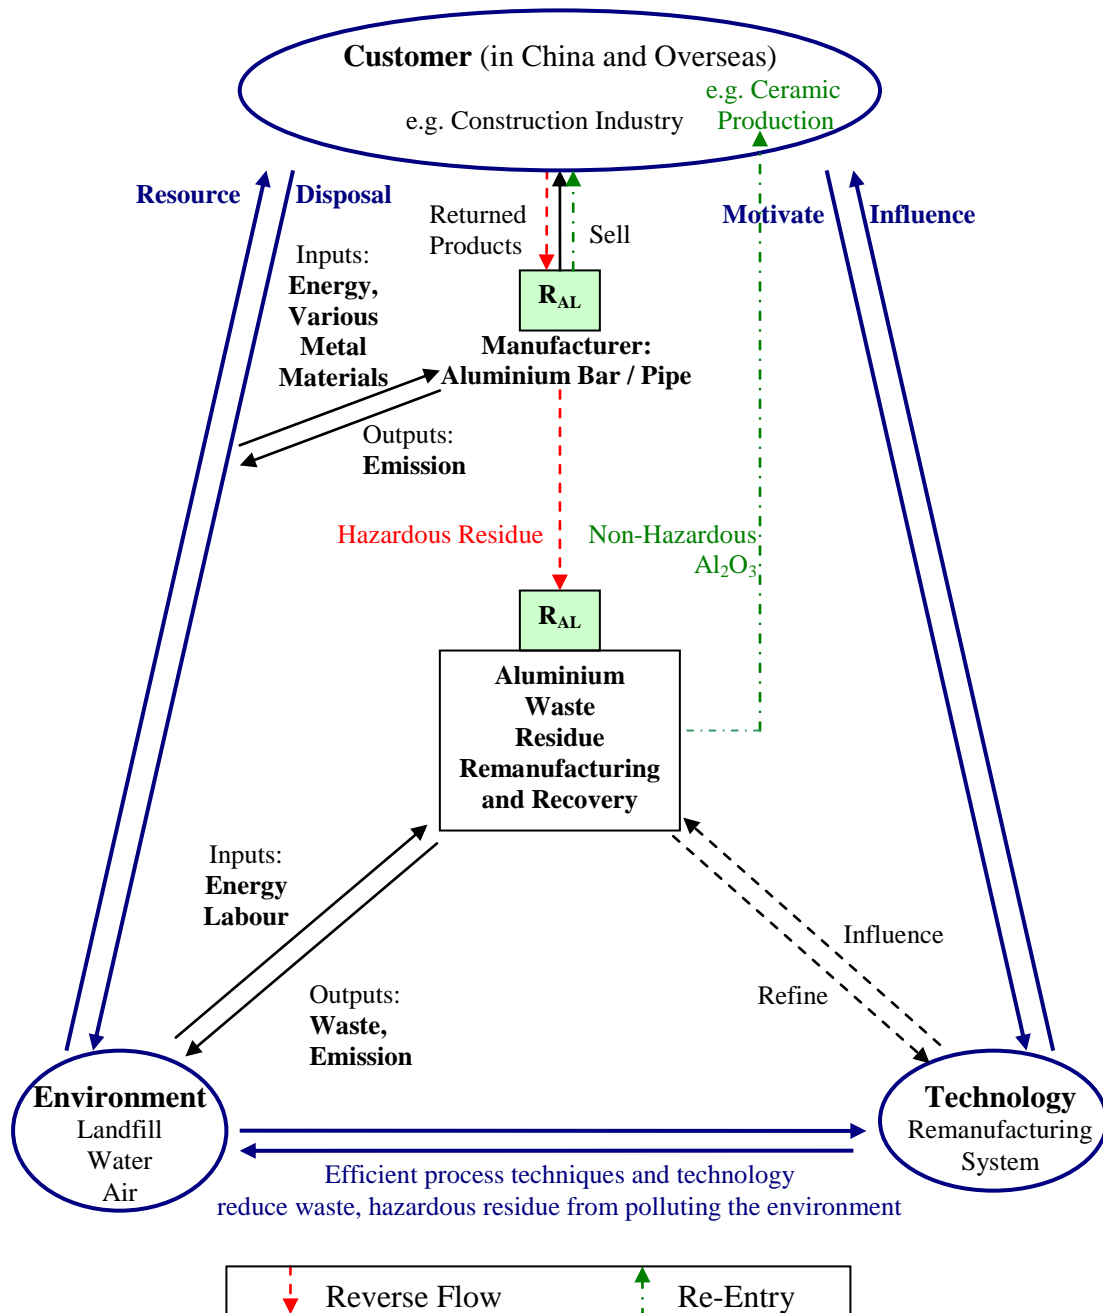 Customer (in China and Overseas)
e.g. Ceramic
e.g. Construction Industry Production
Resource Disposal
Motivate Influence
Returned
Products
Sell
Inputs:
Energy,
Various
Metal
Materials
R_AL
Manufacturer:
Aluminium Bar / Pipe
Outputs:
Emission
Hazardous Residue
Non-Hazardous
Al₂O₃
R_AL
Aluminium
Waste
Residue
Remanufacturing
and Recovery
Inputs:
Energy
Labour
Influence
Refine
Outputs:
Waste,
Emission
Environment
Landfill
Water
Air
Technology
Remanufacturing
System
Efficient process techniques and technology
reduce waste, hazardous residue from polluting the environment
Reverse Flow Re-Entry